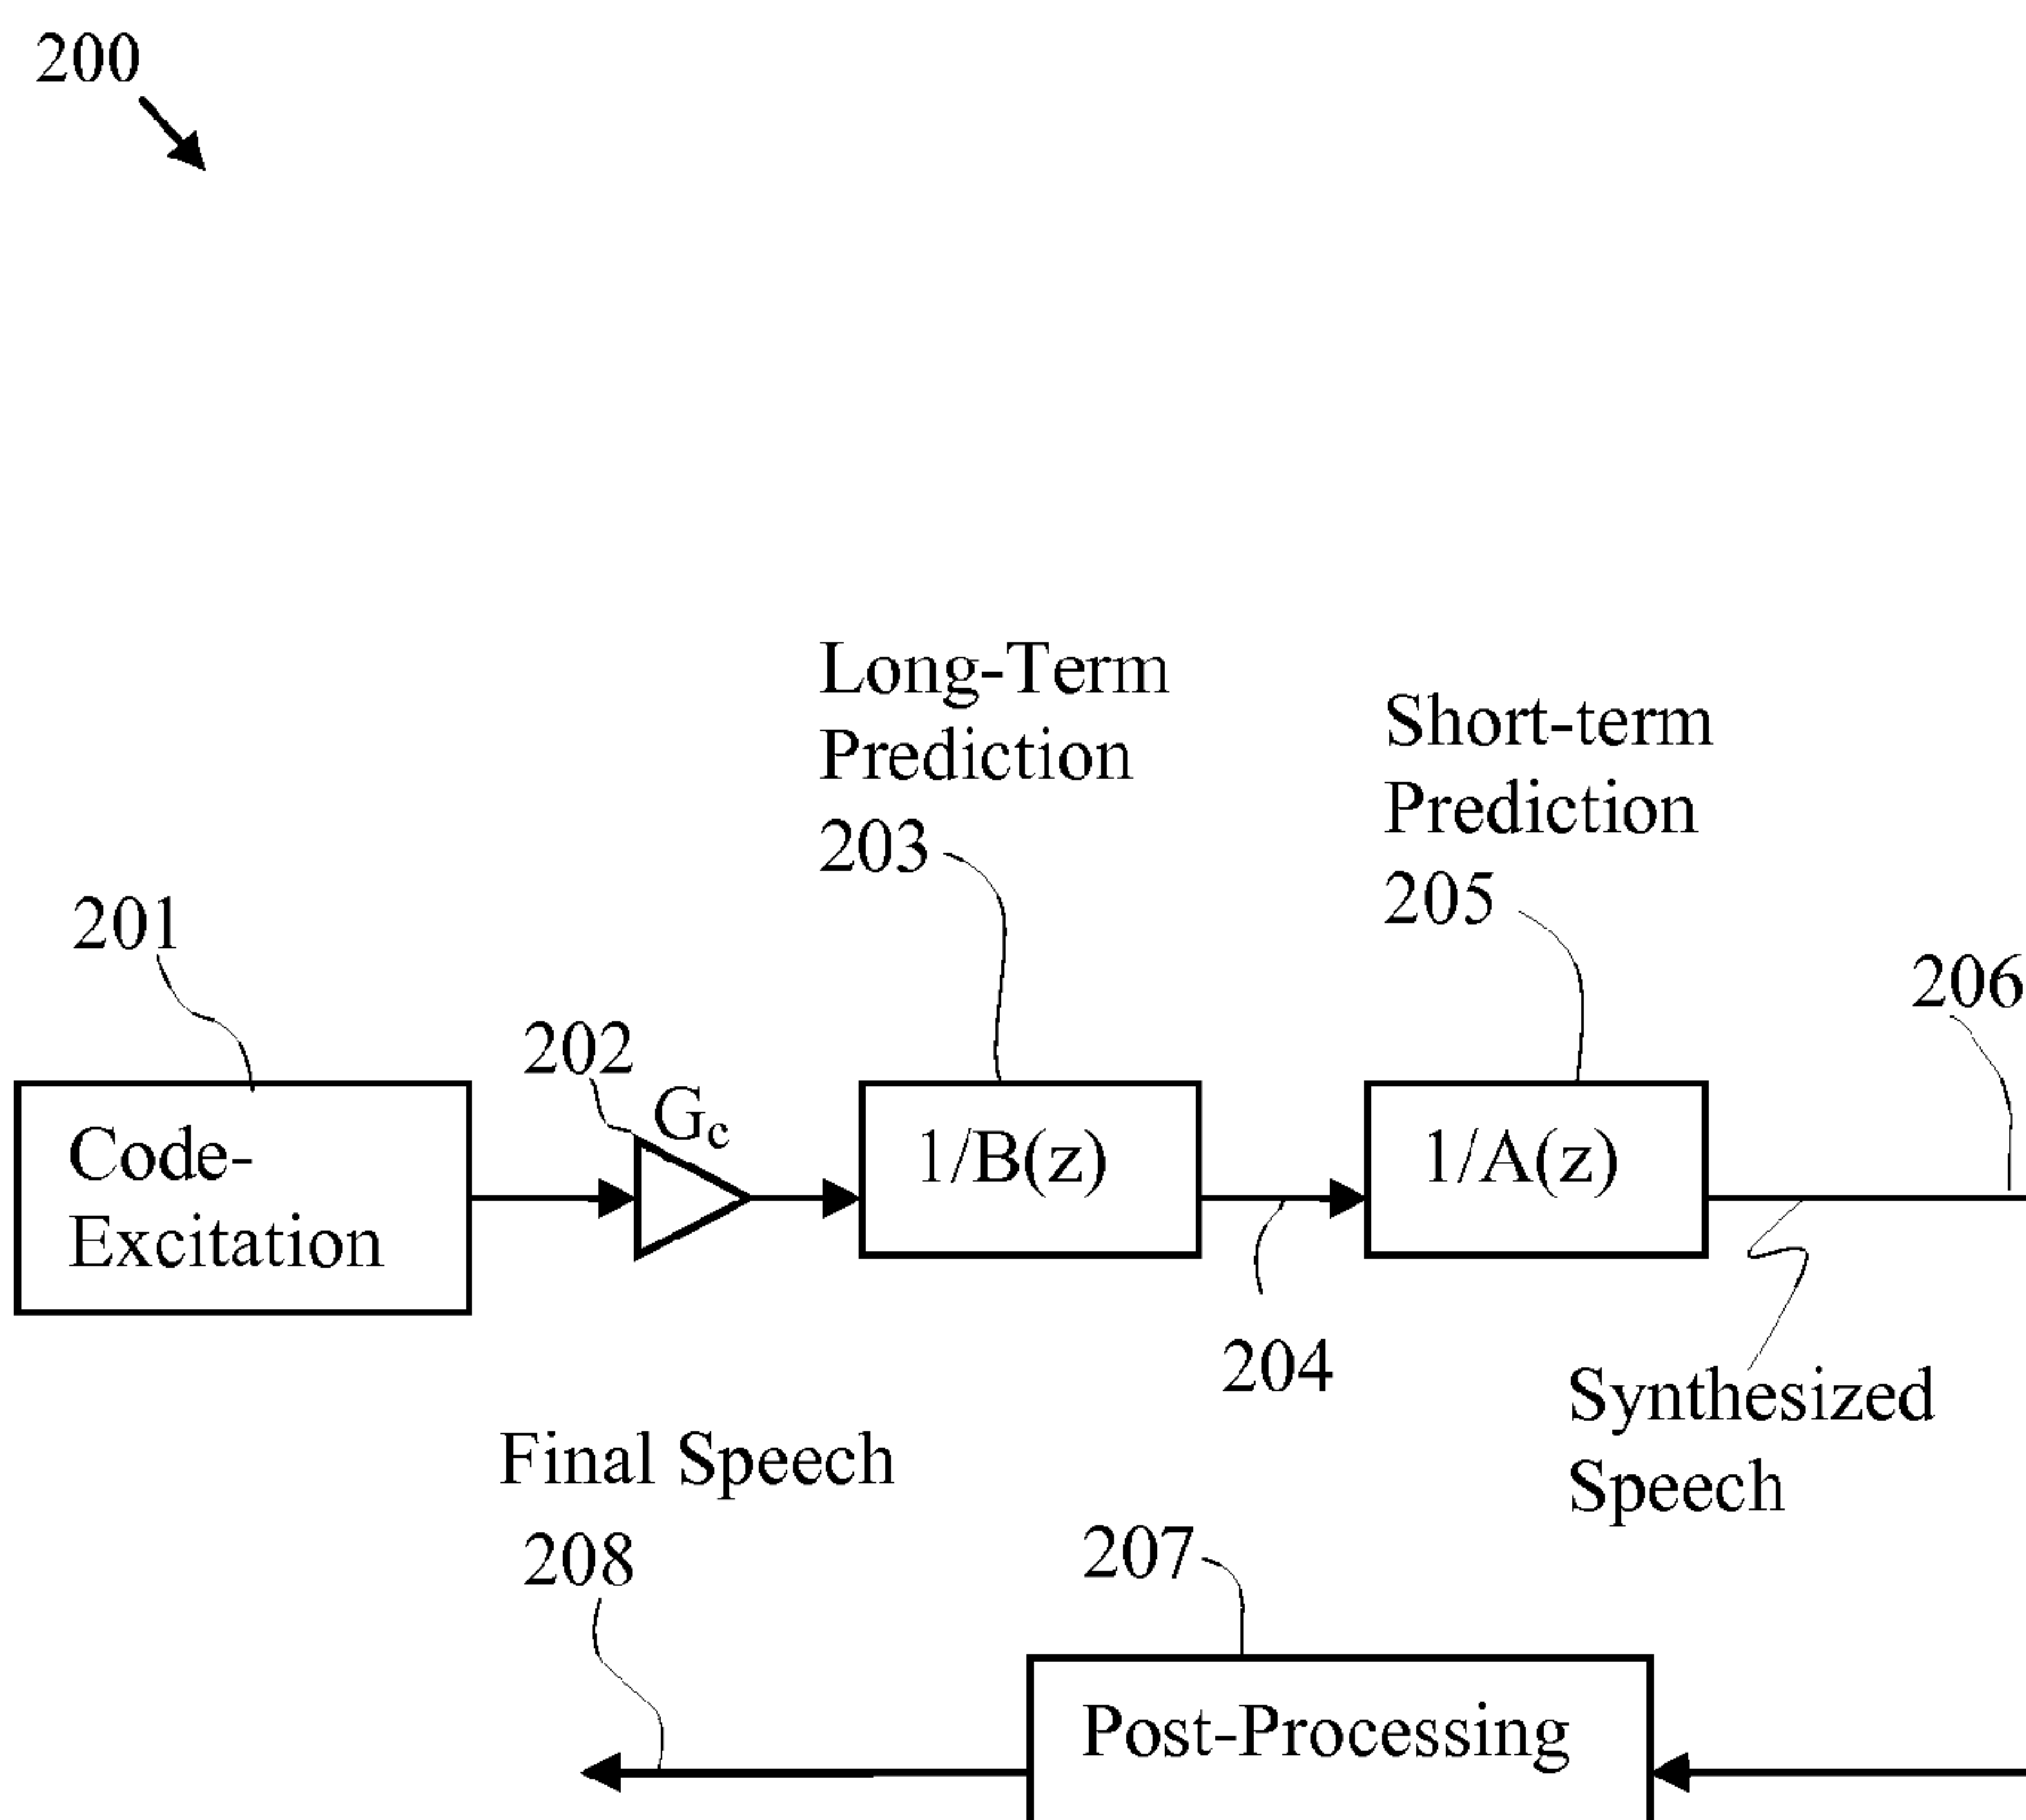 200
Long-Term
Prediction
203
Short-term
Prediction
205
201
206
202
G_c
Code-
Excitation
1/B(z)
1/A(z)
204
Synthesized
Speech
Final Speech
208
207
Post-Processing